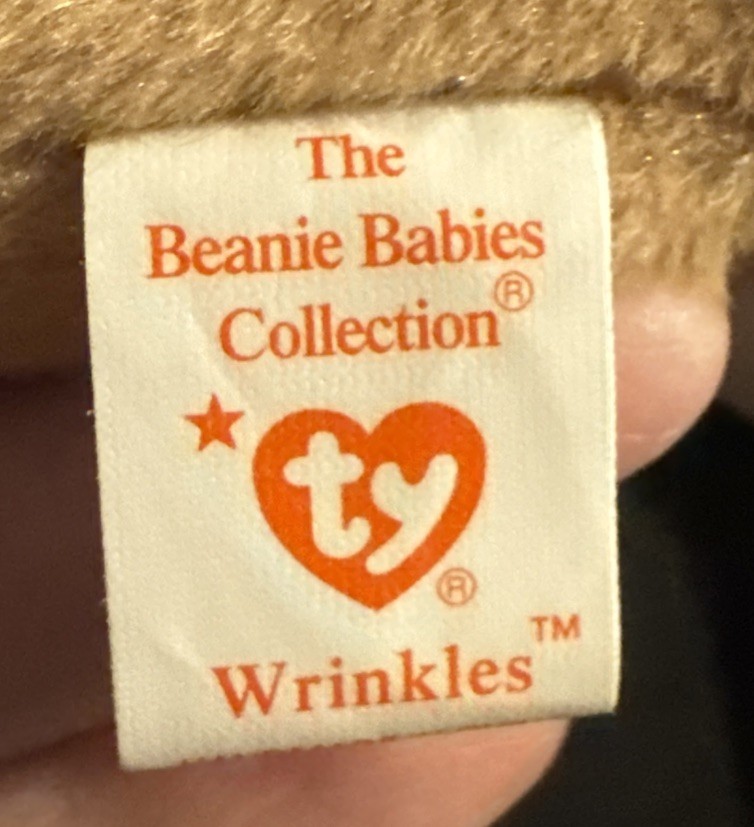 The
Beanie Babies
Collection®
★ ty®
Wrinkles™